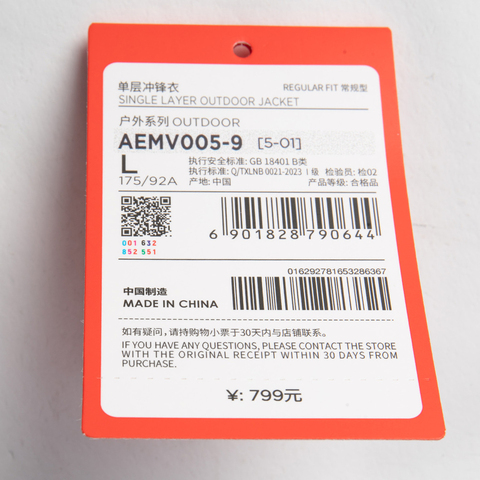 单层冲锋衣 REGULAR FIT 常规型
SINGLE LAYER OUTDOOR JACKET
户外系列 OUTDOOR
AEMV005-9 [5-01]
L 执行安全标准: GB 18401 B类
执行标准: Q/TXLNB 0021-2023 I 级 检验员: 检02
175/92A 产地: 中国 产品等级: 合格品
001 632
852 551
6 901828 790644
016292781653286367
中国制造
MADE IN CHINA
如有疑问，请持购物小票于30天内与店铺联系。
IF YOU HAVE ANY QUESTIONS, PLEASE CONTACT THE STORE
WITH THE ORIGINAL RECEIPT WITHIN 30 DAYS FROM
PURCHASE.
¥: 799元